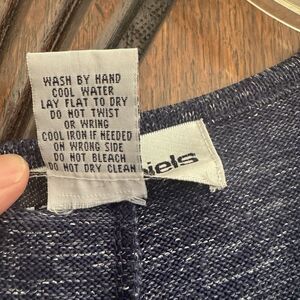 WASH BY HAND
COOL WATER
LAY FLAT TO DRY
DO NOT TWIST
OR WRING
COOL IRON IF NEEDED
ON WRONG SIDE
DO NOT BLEACH
DO NOT DRY CLEAN
iels